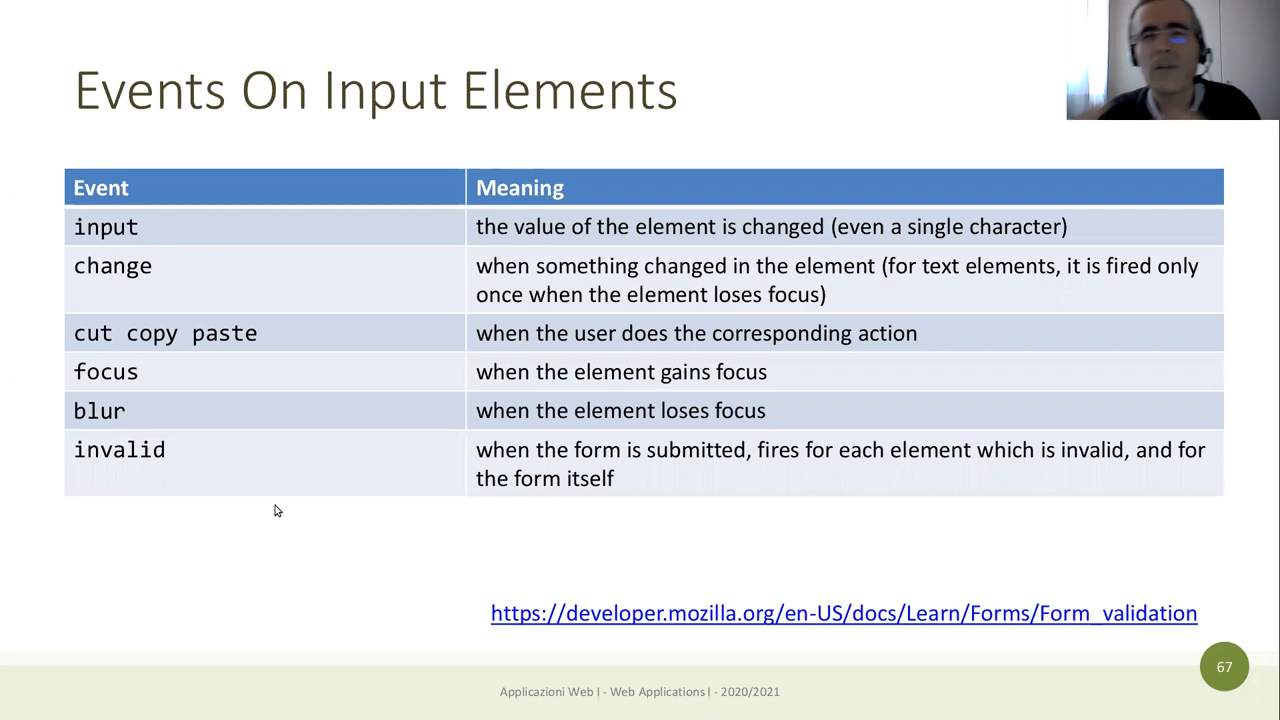 Events On Input Elements
Event Meaning
input the value of the element is changed (even a single character)
change when something changed in the element (for text elements, it is fired only
once when the element loses focus)
cut copy paste when the user does the corresponding action
focus when the element gains focus
blur when the element loses focus
invalid when the form is submitted, fires for each element which is invalid, and for
the form itself
https://developer.mozilla.org/en-US/docs/Learn/Forms/Form_validation
67
Applicazioni Web I - Web Applications I - 2020/2021